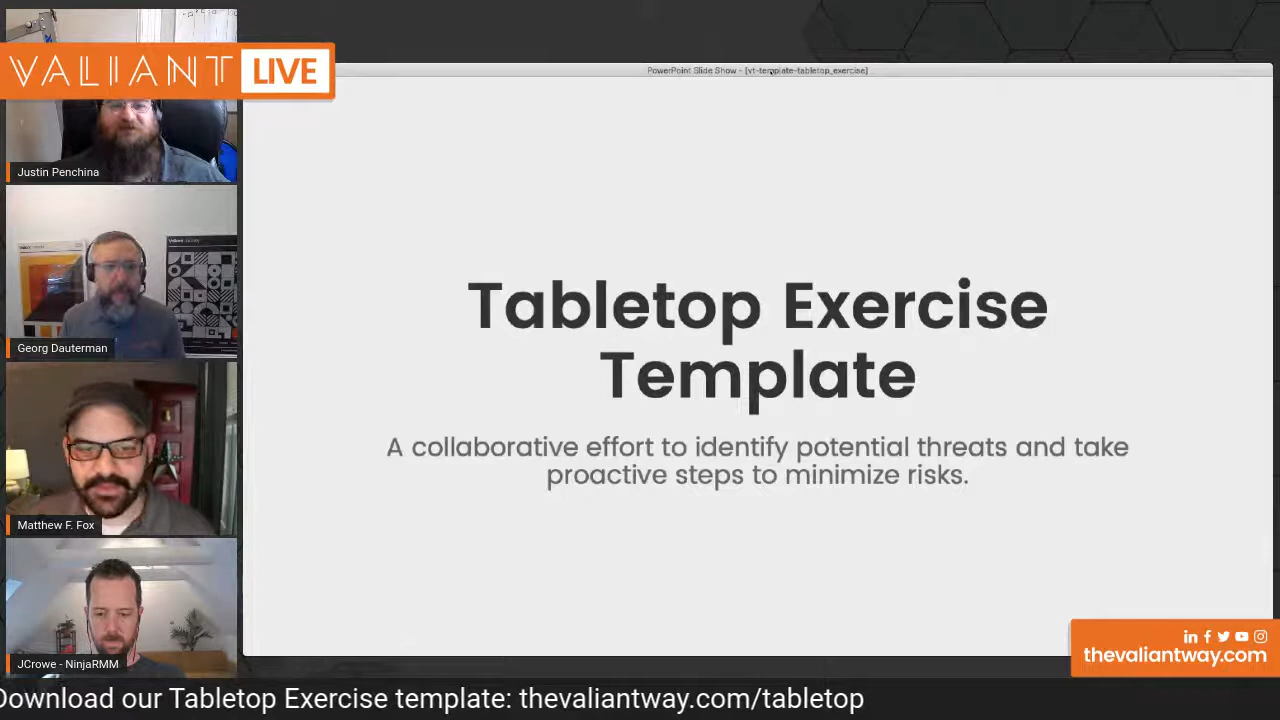 VALIANT LIVE
PowerPoint Slide Show - [vt-template-tabletop_exercise]
Justin Penchina
Georg Dauterman
Matthew F. Fox
JCrowe - NinjaRMM
Tabletop Exercise
Template
A collaborative effort to identify potential threats and take
proactive steps to minimize risks.
thevaliantway.com
Download our Tabletop Exercise template: thevaliantway.com/tabletop